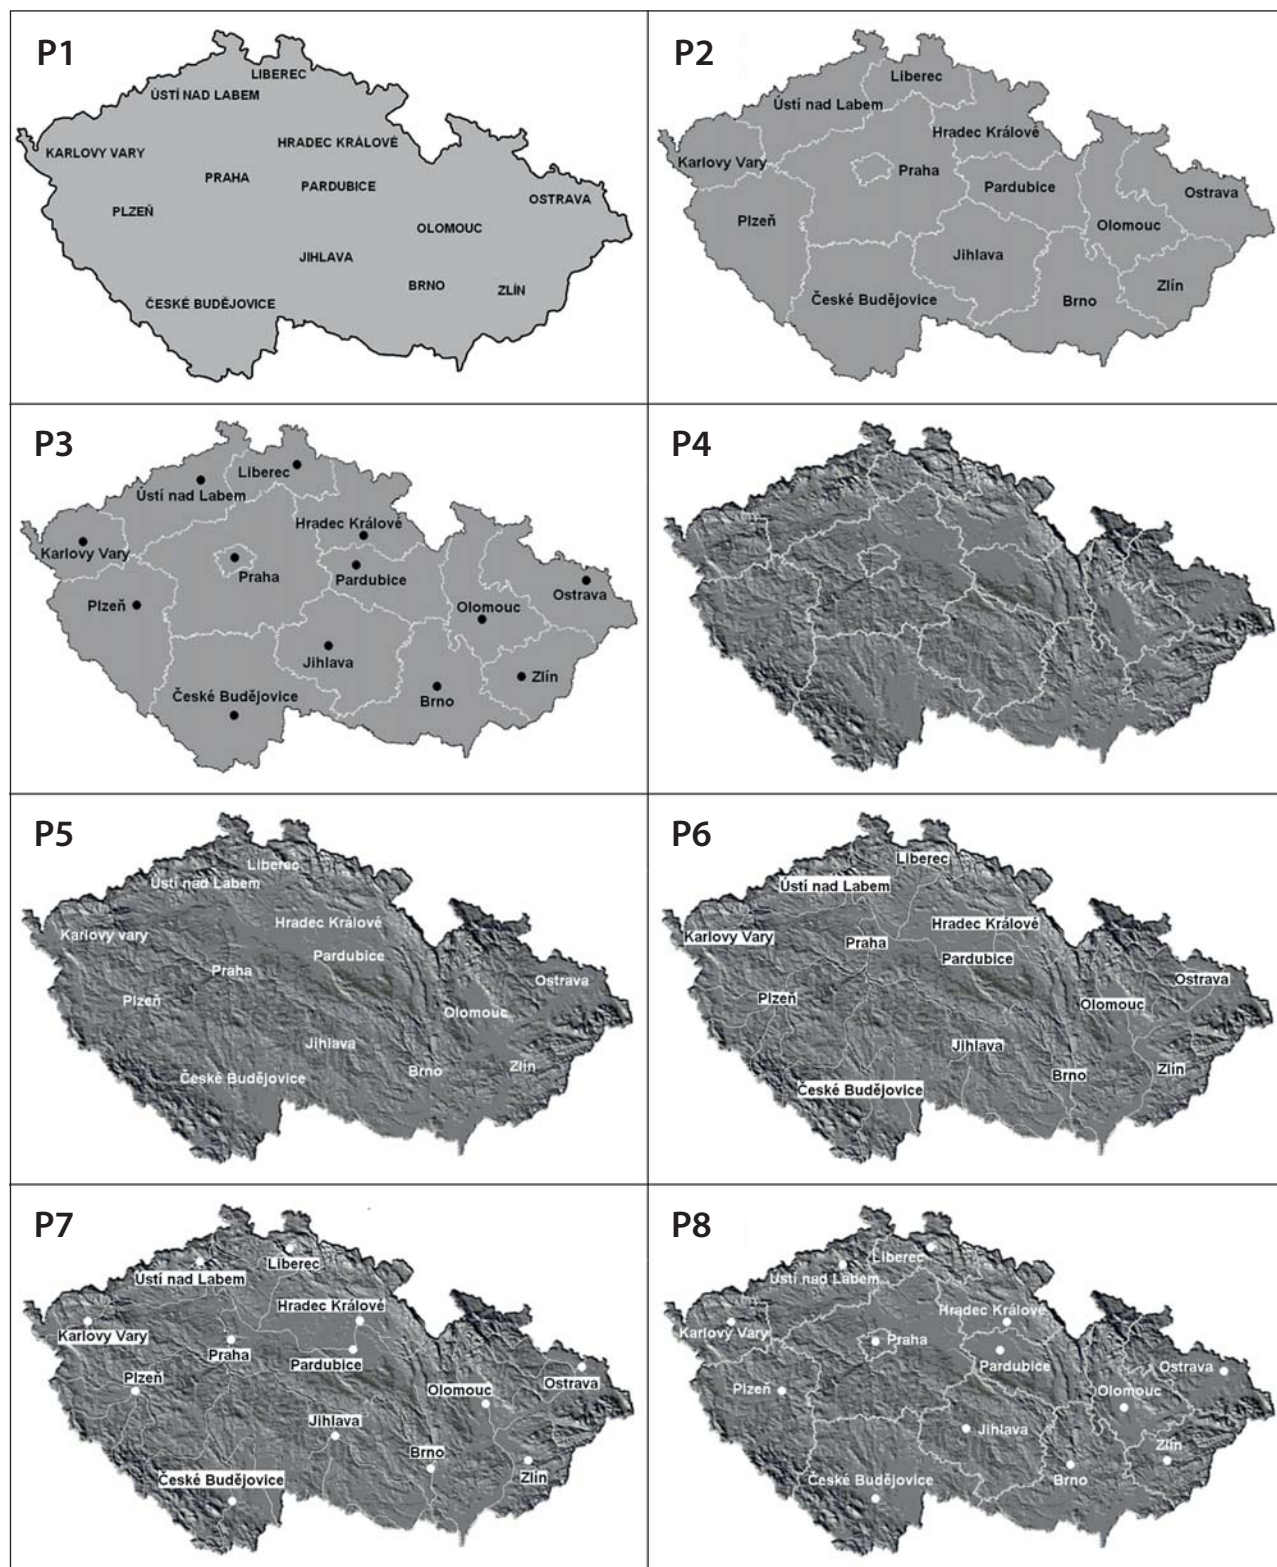 P1
LIBEREC
ÚSTÍ NAD LABEM
HRADEC KRÁLOVÉ
KARLOVY VARY
PRAHA
PARDUBICE
OSTRAVA
PLZEŇ
OLOMOUC
JIHLAVA
BRNO
ZLÍN
ČESKÉ BUDĚJOVICE
P2
Liberec
Ústí nad Labem
Hradec Králové
Karlovy Vary
Praha
Pardubice
Ostrava
Plzeň
Olomouc
Jihlava
Zlín
Brno
České Budějovice
P3
Liberec
Ústí nad Labem
Hradec Králové
Karlovy Vary
Praha
Pardubice
Ostrava
Plzeň
Olomouc
Jihlava
Zlín
České Budějovice
Brno
P4
P5
Liberec
Ústí nad Labem
Hradec Králové
Karlovy vary
Pardubice
Praha
Ostrava
Plzeň
Olomouc
Jihlava
Zlín
Brno
České Budějovice
P6
Liberec
Ústí nad Labem
Hradec Králové
Karlovy Vary
Praha
Pardubice
Ostrava
Plzeň
Olomouc
Jihlava
Zlín
Brno
České Budějovice
P7
Liberec
Ústí nad Labem
Hradec Králové
Karlovy Vary
Praha
Pardubice
Plzeň
Ostrava
Olomouc
Jihlava
Brno
České Budějovice
Zlín
P8
Liberec
Ústí nad Labem
Hradec Králové
Karlovy Vary
Praha
Pardubice
Ostrava
Plzeň
Olomouc
Jihlava
Zlín
České Budějovice
Brno